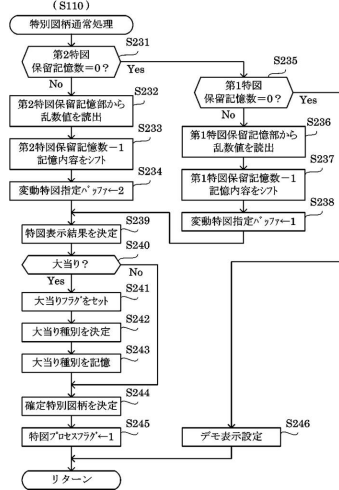 (S110)
特別図柄通常処理
S231
第2特図
保留記憶数=0?
Yes
No
S232
第2特図保留記憶部から
乱数値を読出
S233
第2特図保留記憶数-1
記憶内容をシフト
S234
変動特図指定バッファ←2
S235
第1特図
保留記憶数=0?
Yes
No
S236
第1特図保留記憶部から
乱数値を読出
S237
第1特図保留記憶数-1
記憶内容をシフト
S238
変動特図指定バッファ←1
S239
特図表示結果を決定
S240
大当り?
No
Yes
S241
大当りフラグをセット
S242
大当り種別を決定
S243
大当り種別を記憶
S244
確定特別図柄を決定
S245
特図プロセスフラグ←1
S246
デモ表示設定
リターン